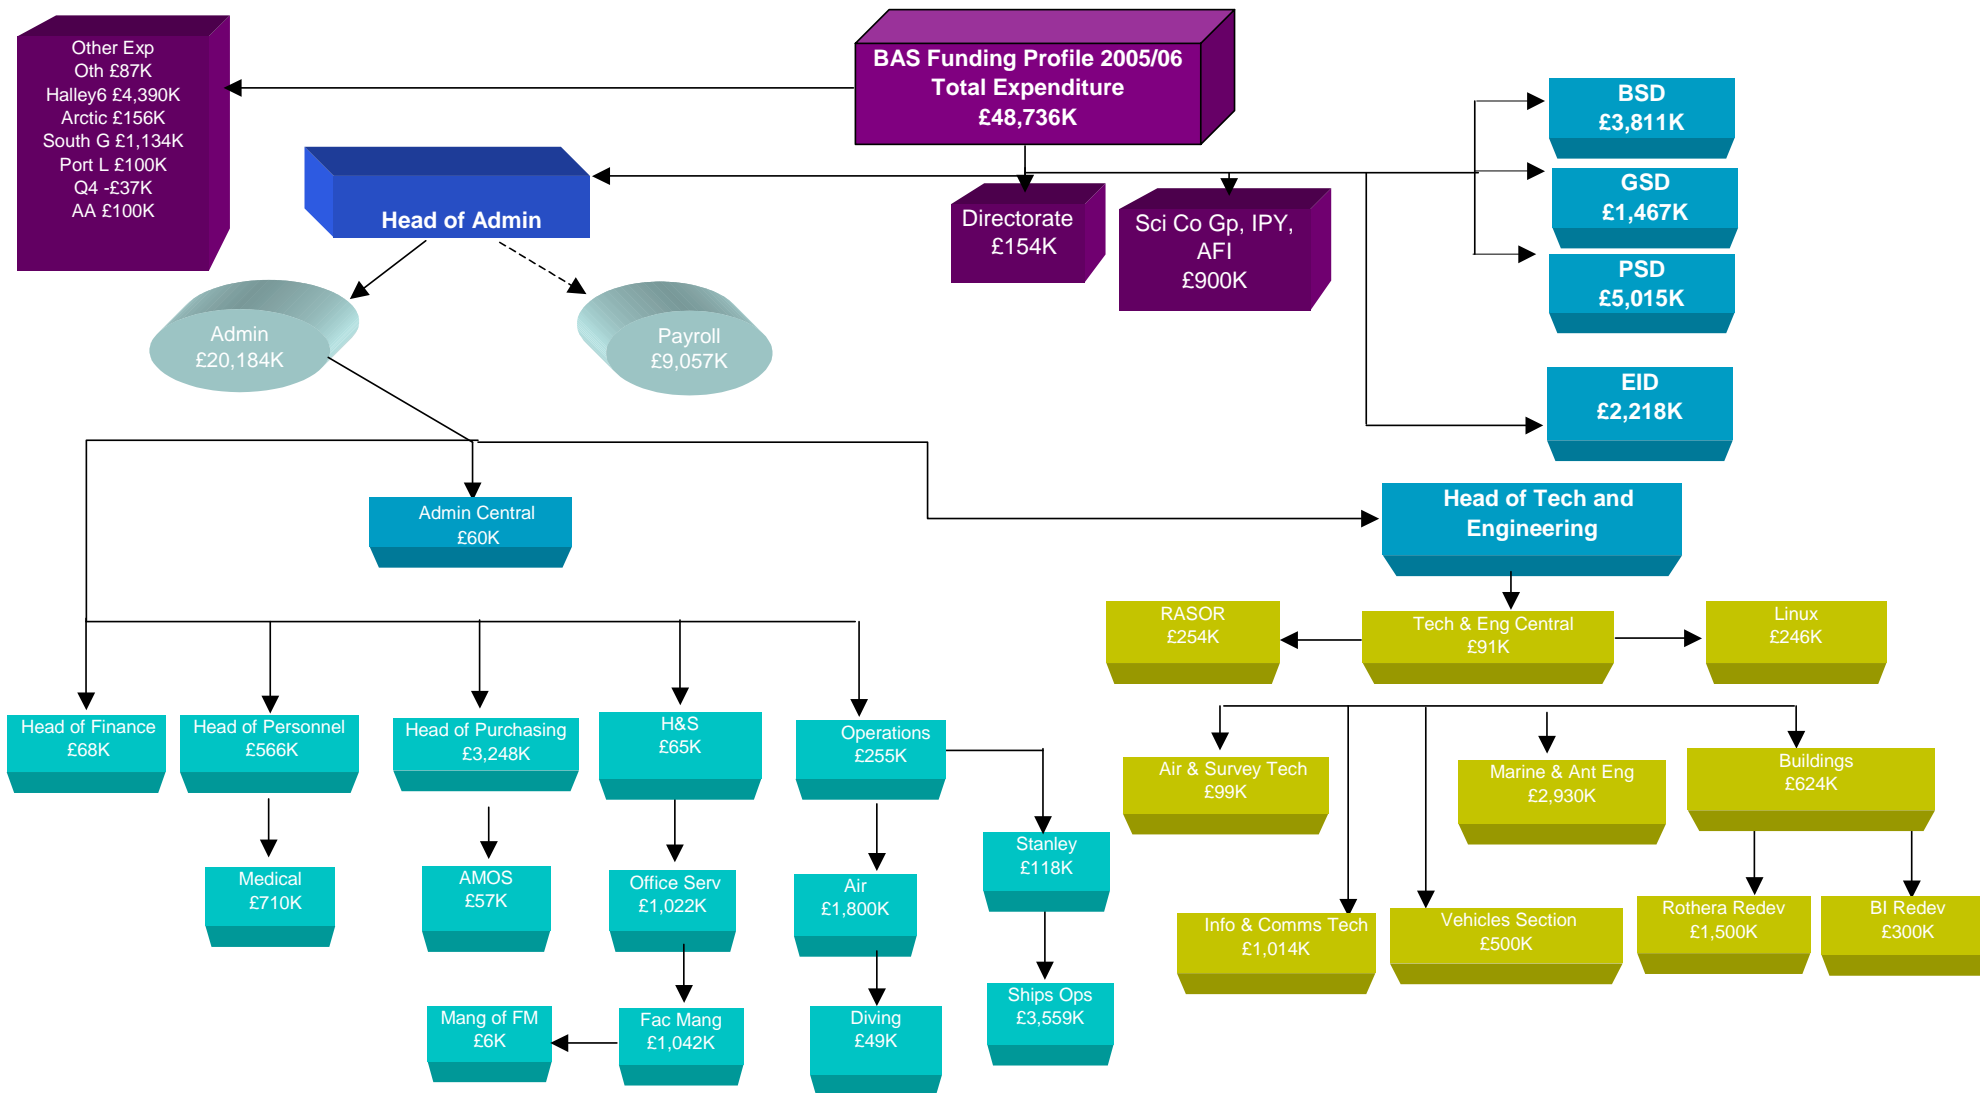 Other Exp
Oth £87K
Halley6 £4,390K
Arctic £156K
South G £1,134K
Port L £100K
Q4 -£37K
AA £100K
BAS Funding Profile 2005/06
Total Expenditure
£48,736K
BSD
£3,811K
GSD
£1,467K
PSD
£5,015K
EID
£2,218K
Head of Admin
Directorate
£154K
Sci Co Gp, IPY,
AFI
£900K
Admin
£20,184K
Payroll
£9,057K
Admin Central
£60K
Head of Tech and
Engineering
RASOR
£254K
Tech & Eng Central
£91K
Linux
£246K
Head of Finance
£68K
Head of Personnel
£566K
Head of Purchasing
£3,248K
H&S
£65K
Operations
£255K
Air & Survey Tech
£99K
Marine & Ant Eng
£2,930K
Buildings
£624K
Medical
£710K
AMOS
£57K
Office Serv
£1,022K
Air
£1,800K
Stanley
£118K
Info & Comms Tech
£1,014K
Vehicles Section
£500K
Rothera Redev
£1,500K
BI Redev
£300K
Mang of FM
£6K
Fac Mang
£1,042K
Diving
£49K
Ships Ops
£3,559K